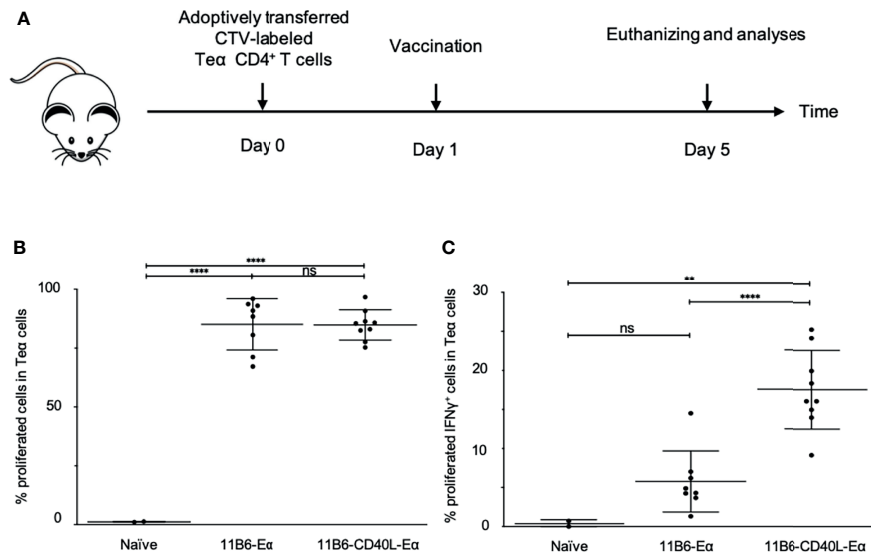 A
Adoptively transferred
CTV-labeled
Teα CD4⁺ T cells
Vaccination
Euthanizing and analyses
Time
Day 0
Day 1
Day 5
B
****
****
ns
% proliferated cells in Teα cells
100
50
0
Naïve
11B6-Eα
11B6-CD40L-Eα
C
**
****
ns
% proliferated IFNγ⁺ cells in Teα cells
30
20
10
0
Naïve
11B6-Eα
11B6-CD40L-Eα